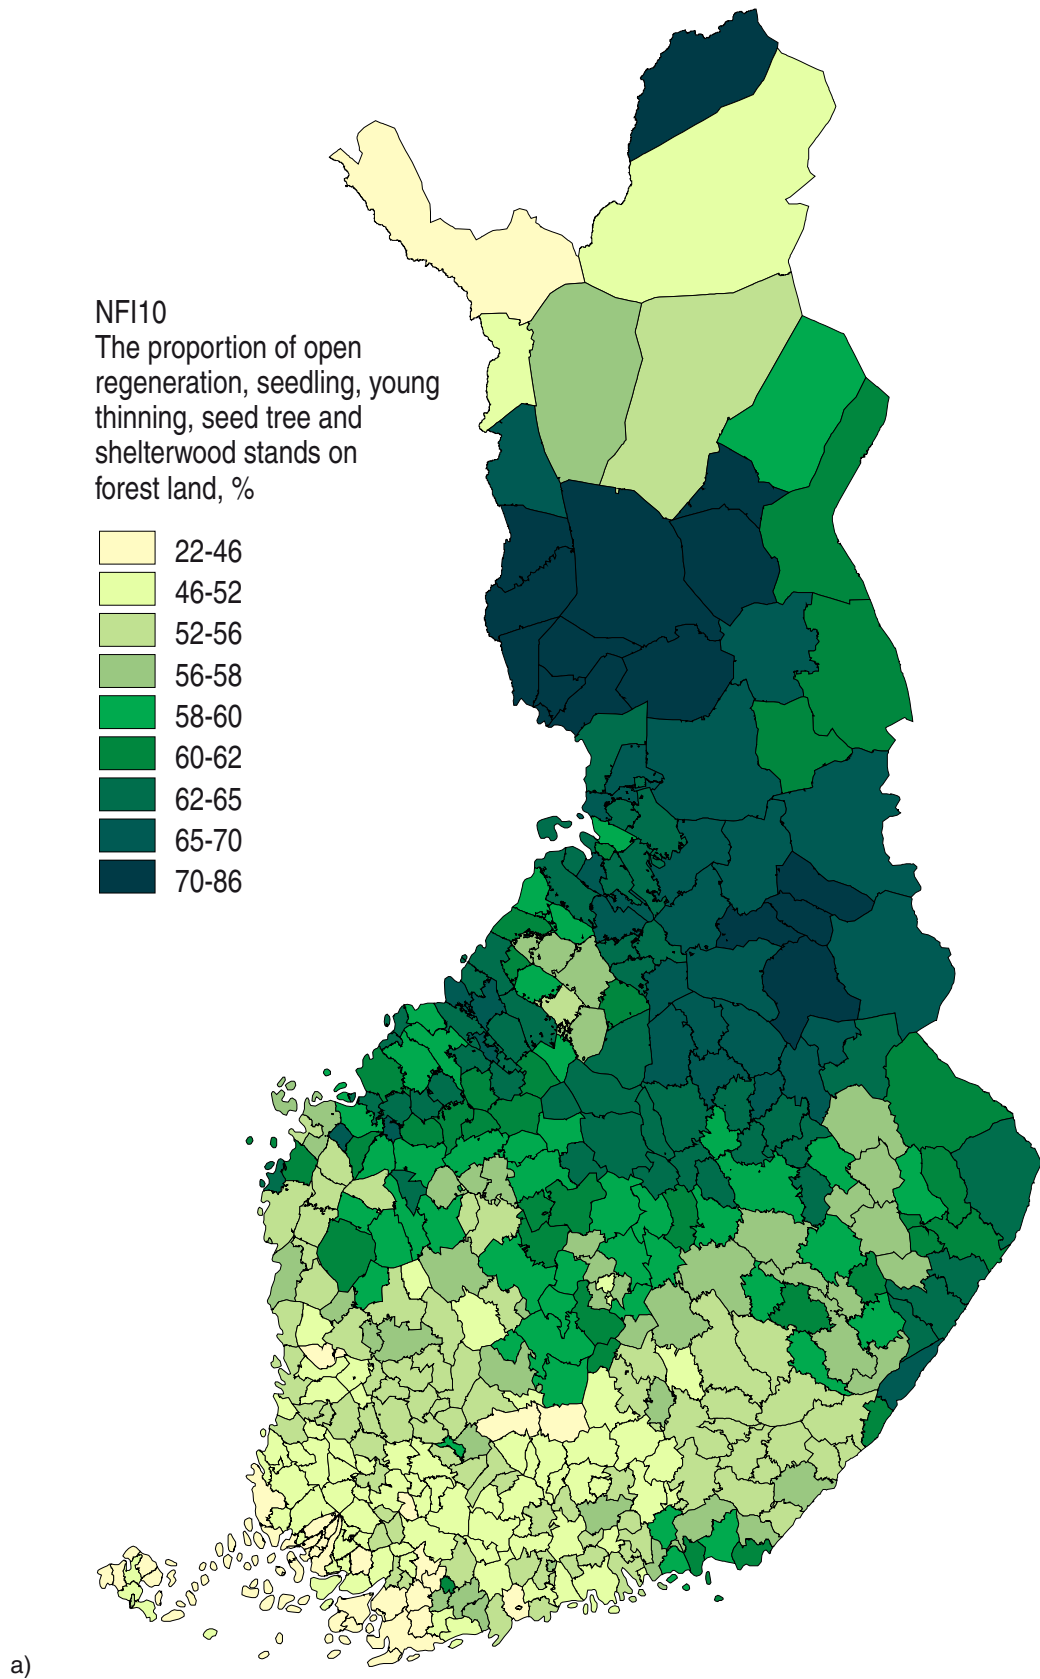 NFI10
The proportion of open
regeneration, seedling, young
thinning, seed tree and
shelterwood stands on
forest land, %
22-46
46-52
52-56
56-58
58-60
60-62
62-65
65-70
70-86
a)